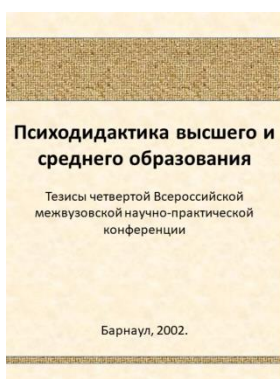 Психодидактика высшего и
среднего образования
Тезисы четвертой Всероссийской
межвузовской научно-практической
конференции
Барнаул, 2002.